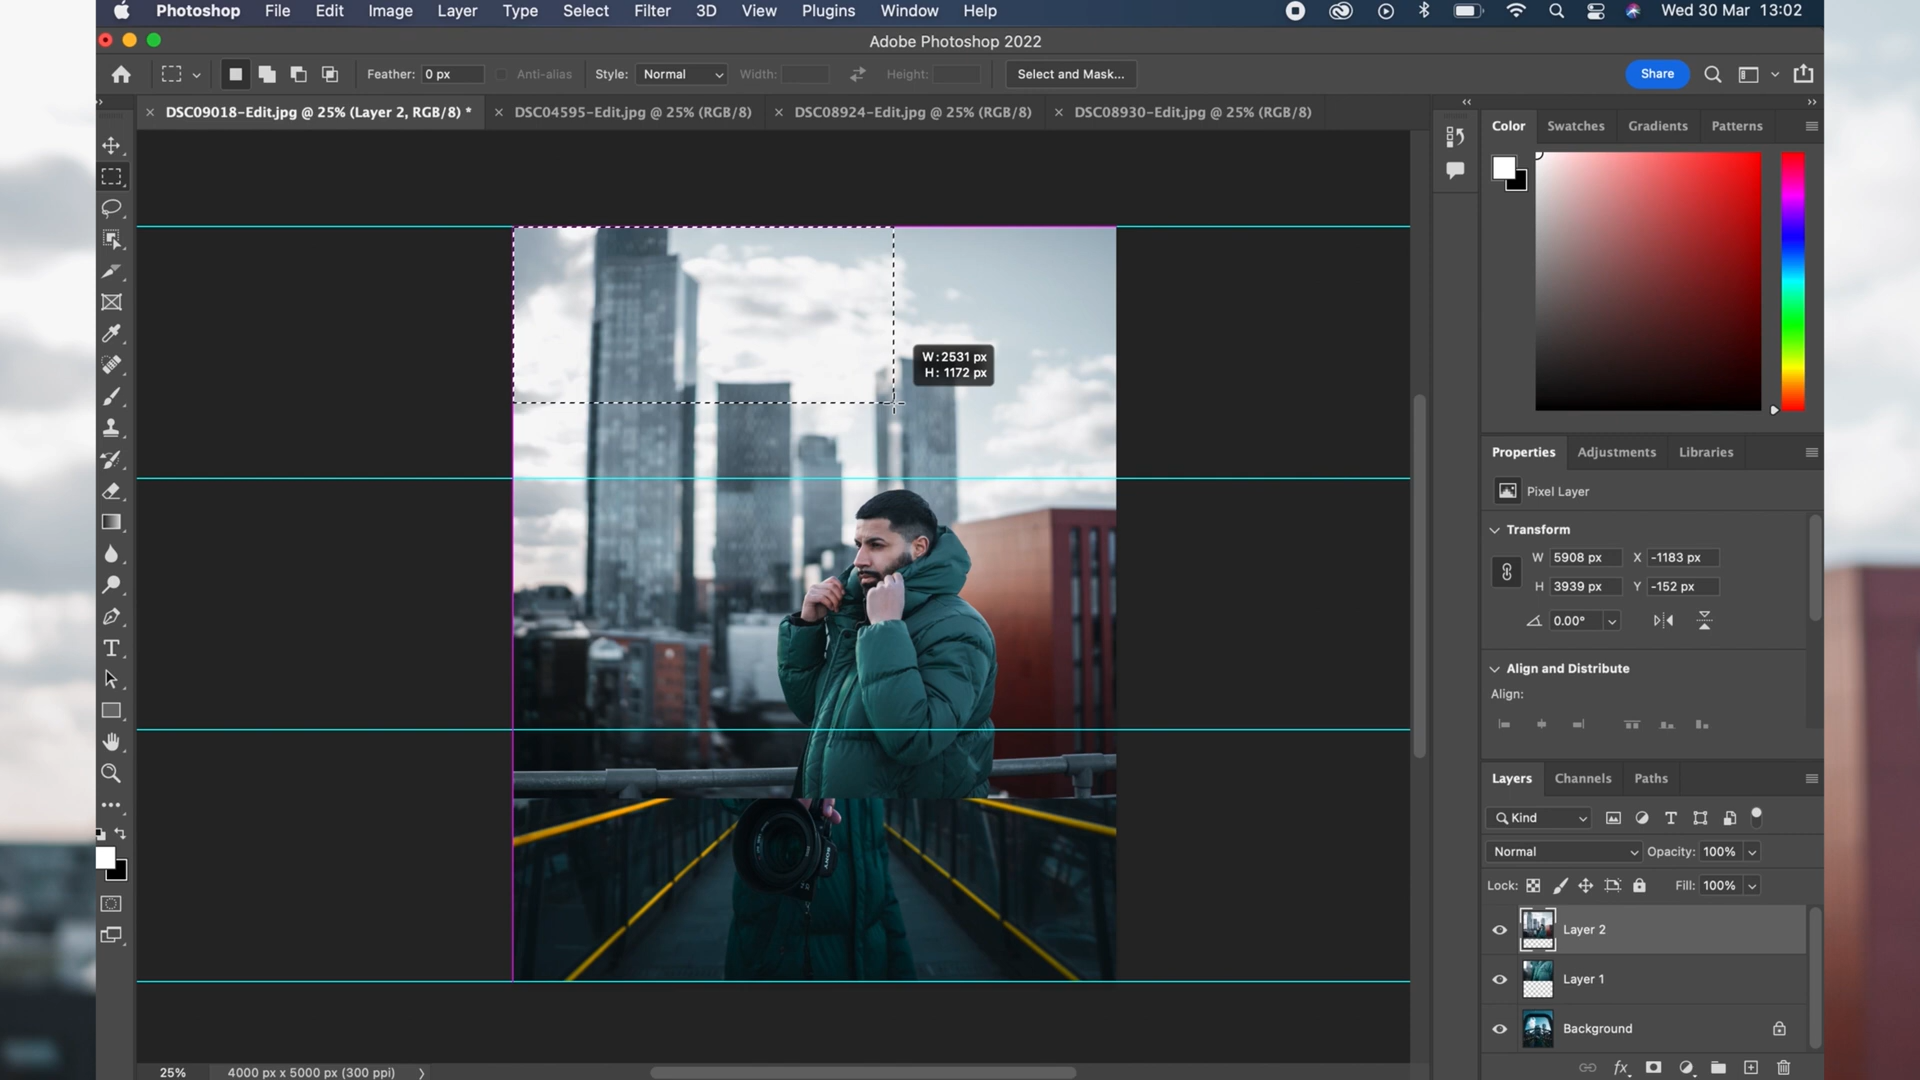 Photoshop File Edit Image Layer Type Select Filter 3D View Plugins Window Help Wed 30 Mar 13:02
Adobe Photoshop 2022
Feather: 0 px Anti-alias Style: Normal Width: Height: Select and Mask... Share
DSC09018-Edit.jpg @ 25% (Layer 2, RGB/8) * DSC04595-Edit.jpg @ 25% (RGB/8) DSC08924-Edit.jpg @ 25% (RGB/8) DSC08930-Edit.jpg @ 25% (RGB/8)
Color Swatches Gradients Patterns
W: 2531 px
H: 1172 px
Properties Adjustments Libraries
Pixel Layer
Transform
W 5908 px X -1183 px
H 3939 px Y -152 px
0.00°
Align and Distribute
Align:
Layers Channels Paths
Kind
Normal Opacity: 100%
Lock: Fill: 100%
Layer 2
Layer 1
Background
SONY
25% 4000 px x 5000 px (300 ppi)